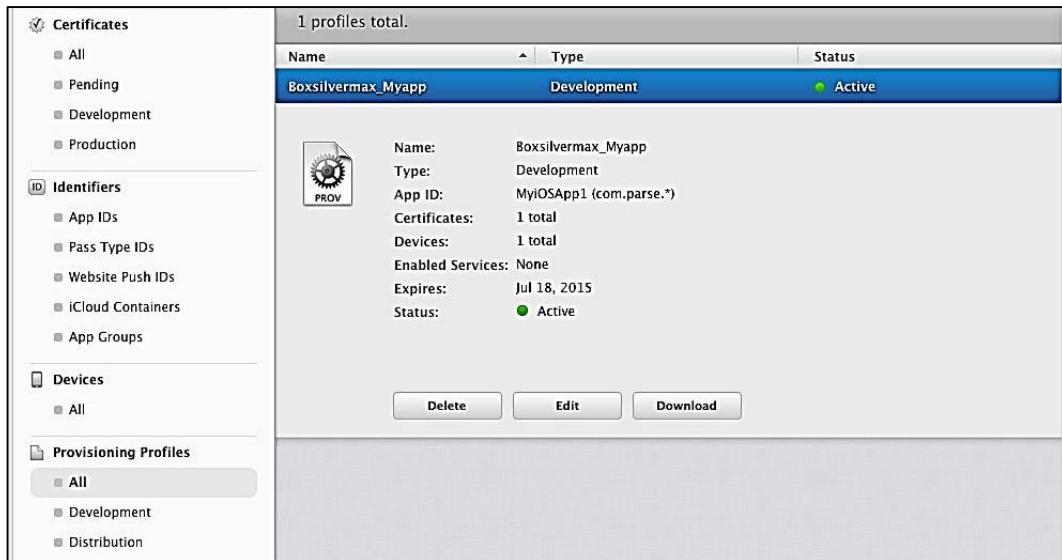 Certificates
All
Pending
Development
Production
ID Identifiers
App IDs
Pass Type IDs
Website Push IDs
iCloud Containers
App Groups
Devices
All
Provisioning Profiles
All
Development
Distribution
1 profiles total.
Name Type Status
Boxsilvermax_Myapp Development Active
PROV
Name: Boxsilvermax_Myapp
Type: Development
App ID: MyiOSApp1 (com.parse.*)
Certificates: 1 total
Devices: 1 total
Enabled Services: None
Expires: Jul 18, 2015
Status: Active
Delete Edit Download